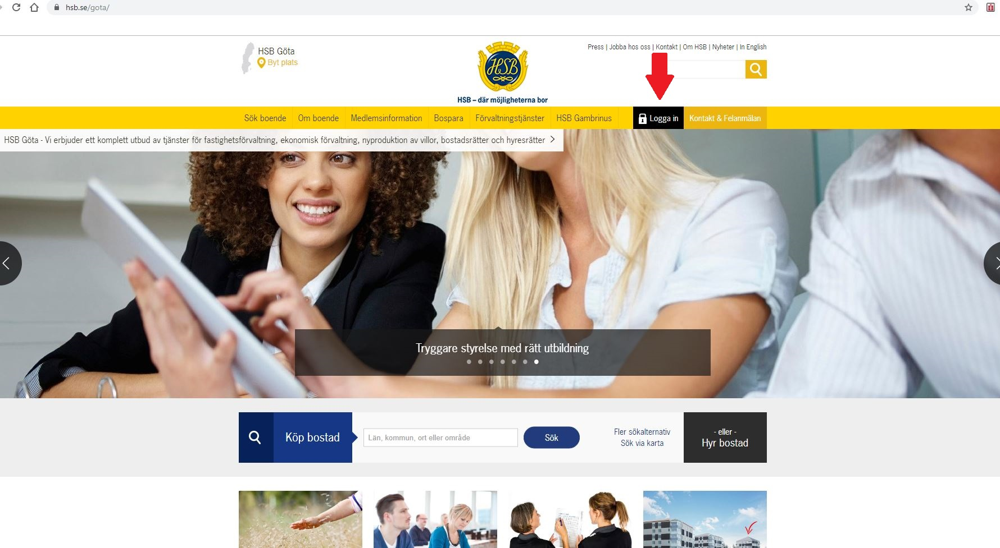 hsb.se/gota/
HSB Göta
Byt plats
HSB
HSB – där möjligheterna bor
Press | Jobba hos oss | Kontakt | Om HSB | Nyheter | In English
Sök boende Om boende Medlemsinformation Bospara Förvaltningstjänster HSB Gambrinus Logga in Kontakt & Felanmälan
HSB Göta - Vi erbjuder ett komplett utbud av tjänster för fastighetsförvaltning, ekonomisk förvaltning, nyproduktion av villor, bostadsrätter och hyresrätter
Tryggare styrelse med rätt utbildning
Köp bostad
Län, kommun, ort eller område
Sök
Fler sökalternativ
Sök via karta
- eller -
Hyr bostad